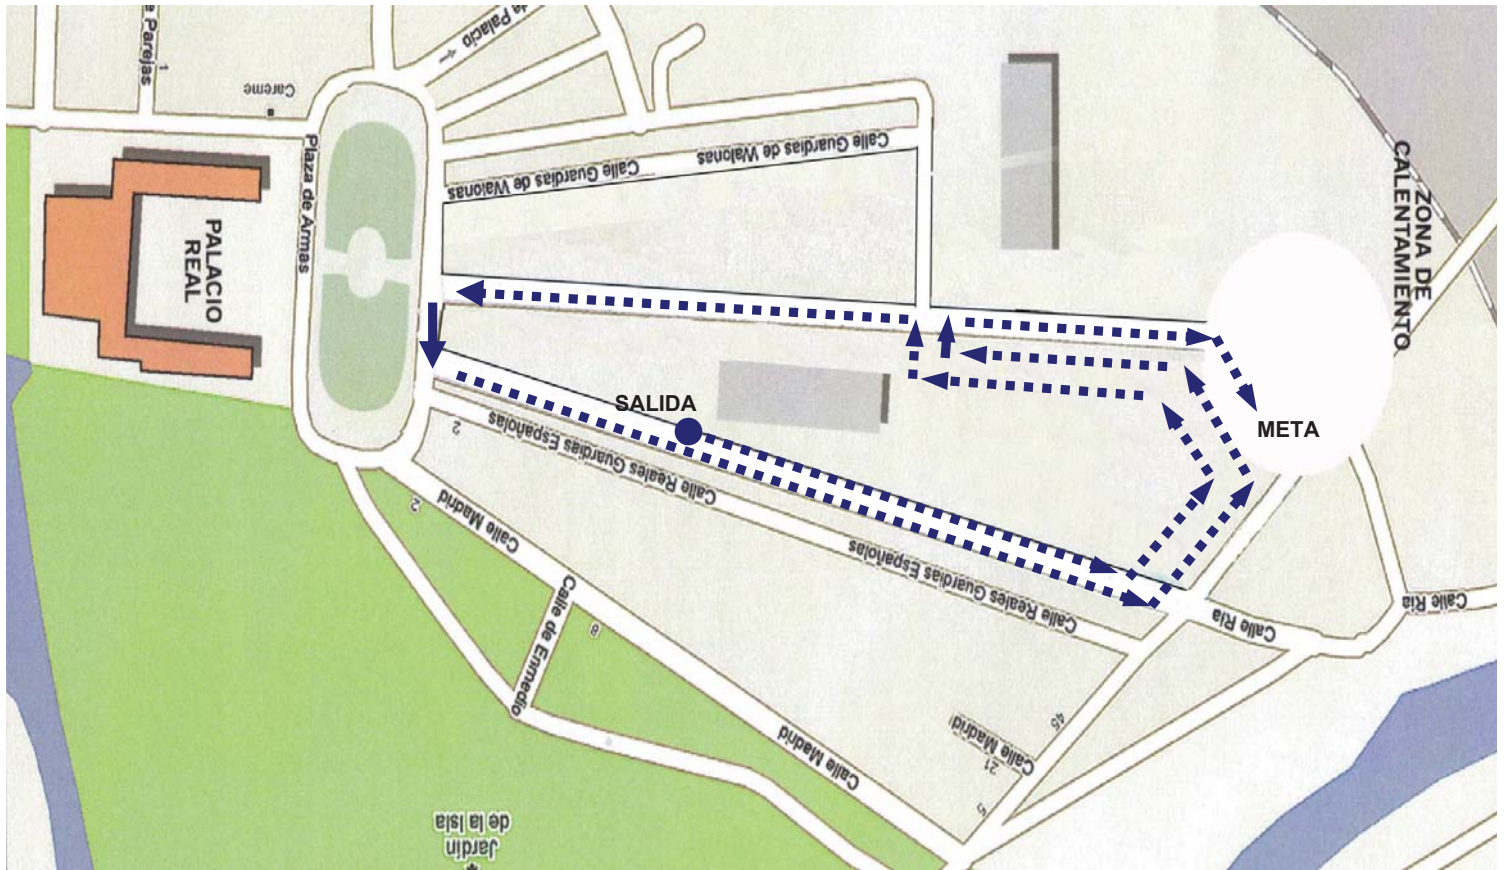 e Parejas
1
da Palacio
Careme
Plaza de Armas
PALACIO
REAL
Calle Guardias de Walonas
Calle Guardias de Walonas
ZONA DE
CALENTAMIENTO
SALIDA
META
2
Calle Reales Guardias Españolas
Calle Reales Guardias Españolas
2
Calle Madrid
Calle de Enmedio
8
Calle Ría
Calle Ría
Calle Madrid
45
Calle Madrid
21
5
Jardín
de la Isla